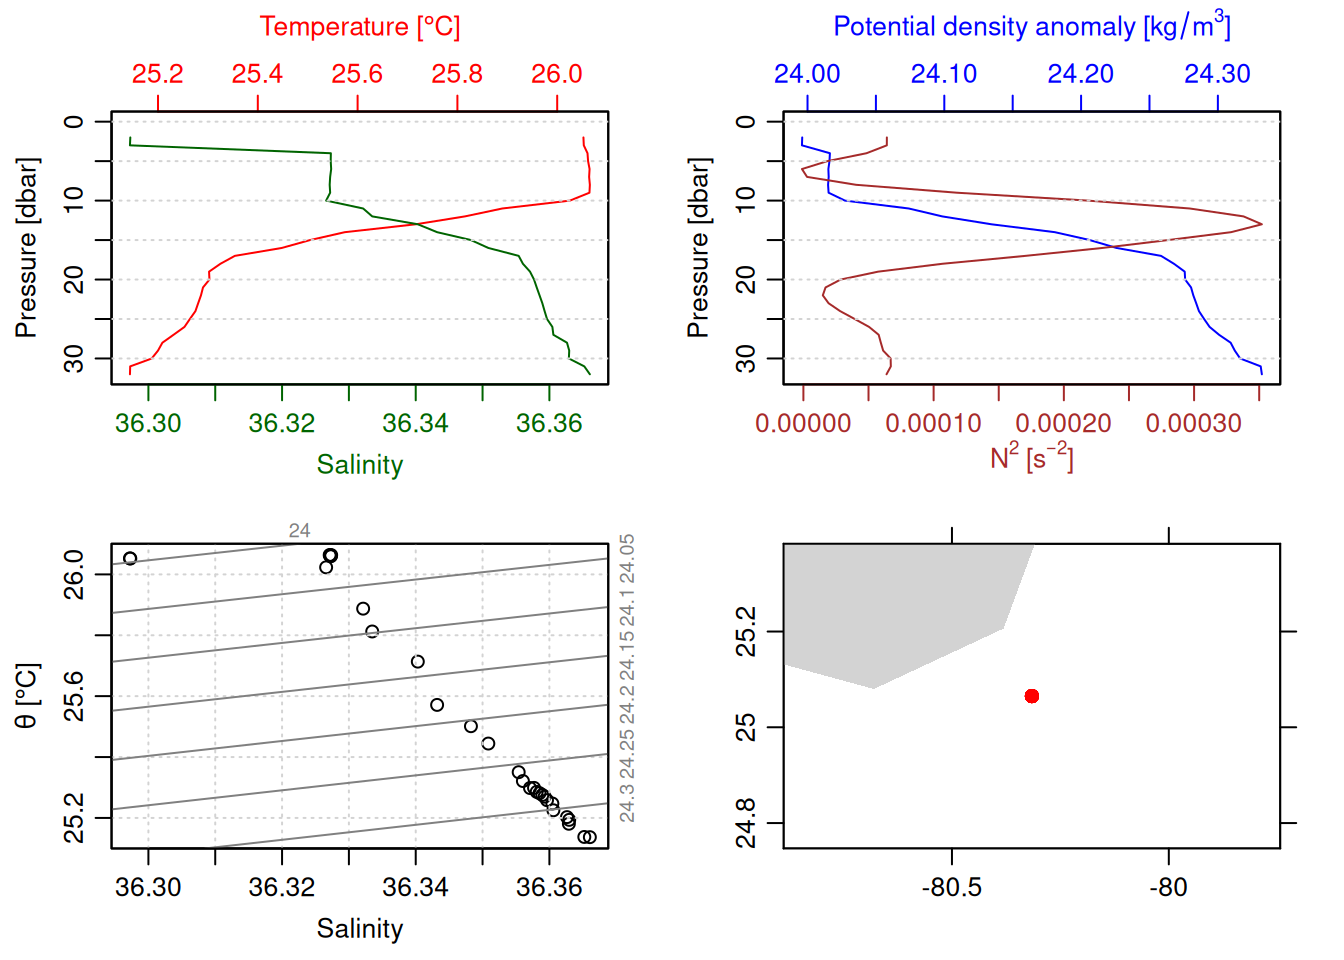 Temperature [°C]
25.2 25.4 25.6 25.8 26.0
Pressure [dbar]
0
10
20
30
36.30 36.32 36.34 36.36
Salinity
Potential density anomaly [kg/m³]
24.00 24.10 24.20 24.30
Pressure [dbar]
0
10
20
30
0.00000 0.00010 0.00020 0.00030
N² [s⁻²]
24
θ [°C]
26.0
25.6
25.2
24.05
24.1
24.15
24.2
24.25
24.3
36.30 36.32 36.34 36.36
Salinity
25.2
25
24.8
-80.5 -80